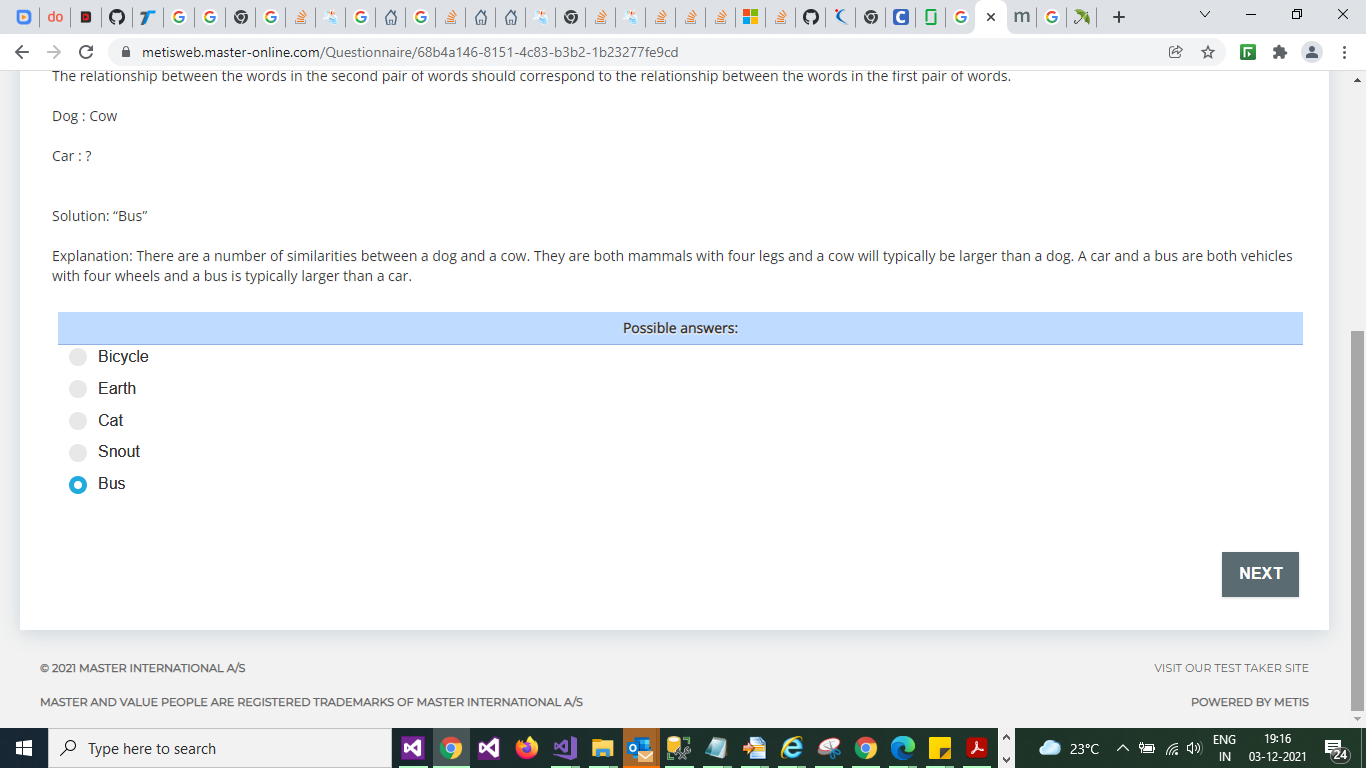 do
metisweb.master-online.com/Questionnaire/68b4a146-8151-4c83-b3b2-1b23277fe9cd
The relationship between the words in the second pair of words should correspond to the relationship between the words in the first pair of words.
Dog : Cow
Car : ?
Solution: “Bus”
Explanation: There are a number of similarities between a dog and a cow. They are both mammals with four legs and a cow will typically be larger than a dog. A car and a bus are both vehicles
with four wheels and a bus is typically larger than a car.
Possible answers:
Bicycle
Earth
Cat
Snout
Bus
NEXT
© 2021 MASTER INTERNATIONAL A/S
VISIT OUR TEST TAKER SITE
MASTER AND VALUE PEOPLE ARE REGISTERED TRADEMARKS OF MASTER INTERNATIONAL A/S
POWERED BY METIS
Type here to search
23°C
ENG
IN
19:16
03-12-2021
24